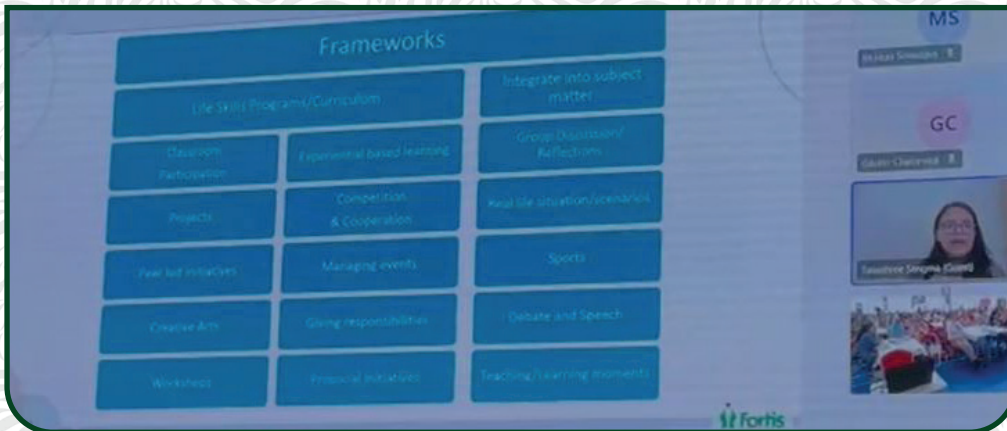 Frameworks
Life Skills Programs/Curriculum
Integrate into subject
matter
Classroom
Participation
Experiential based learning
Group Discussion/
Reflections
Projects
Competition
& Cooperation
Real life situation/scenarios
Peer led initiatives
Managing events
Sports
Creative Arts
Giving responsibilities
Debate and Speech
Workshops
Prosocial initiatives
Teaching/Learning moments
Fortis
MS
GC
Sangma (Guest)